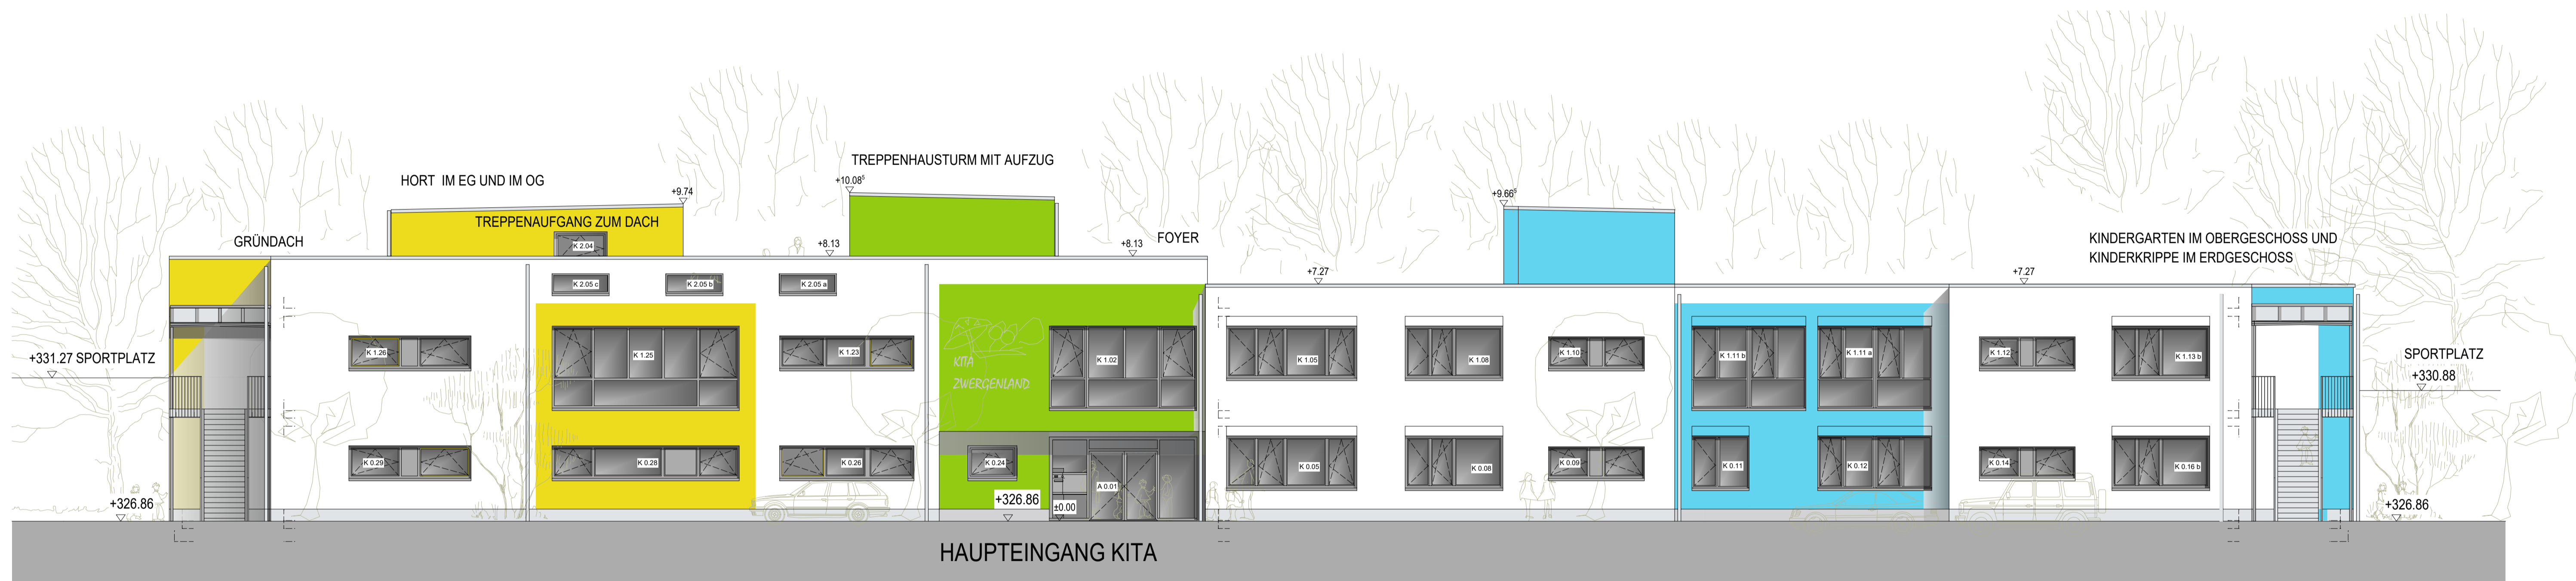 TREPPENHAUSTURM MIT AUFZUG
HORT IM EG UND IM OG
+10.08⁵
+9.74
+9.66⁵
TREPPENAUFGANG ZUM DACH
GRÜNDACH
K 2.04
+8.13
+8.13
FOYER
KINDERGARTEN IM OBERGESCHOSS UND
KINDERKRIPPE IM ERDGESCHOSS
+7.27
+7.27
K 2.05 c
K 2.05 b
K 2.05 a
+331.27 SPORTPLATZ
K 1.26
K 1.25
K 1.23
KITA
ZWERGENLAND
K 1.02
K 1.05
K 1.08
K 1.10
K 1.11 b
K 1.11 a
K 1.12
K 1.13 b
SPORTPLATZ
+330.88
K 0.29
K 0.28
K 0.26
K 0.24
A 0.01
K 0.05
K 0.08
K 0.09
K 0.11
K 0.12
K 0.14
K 0.16 b
+326.86
+326.86
±0.00
+326.86
HAUPTEINGANG KITA